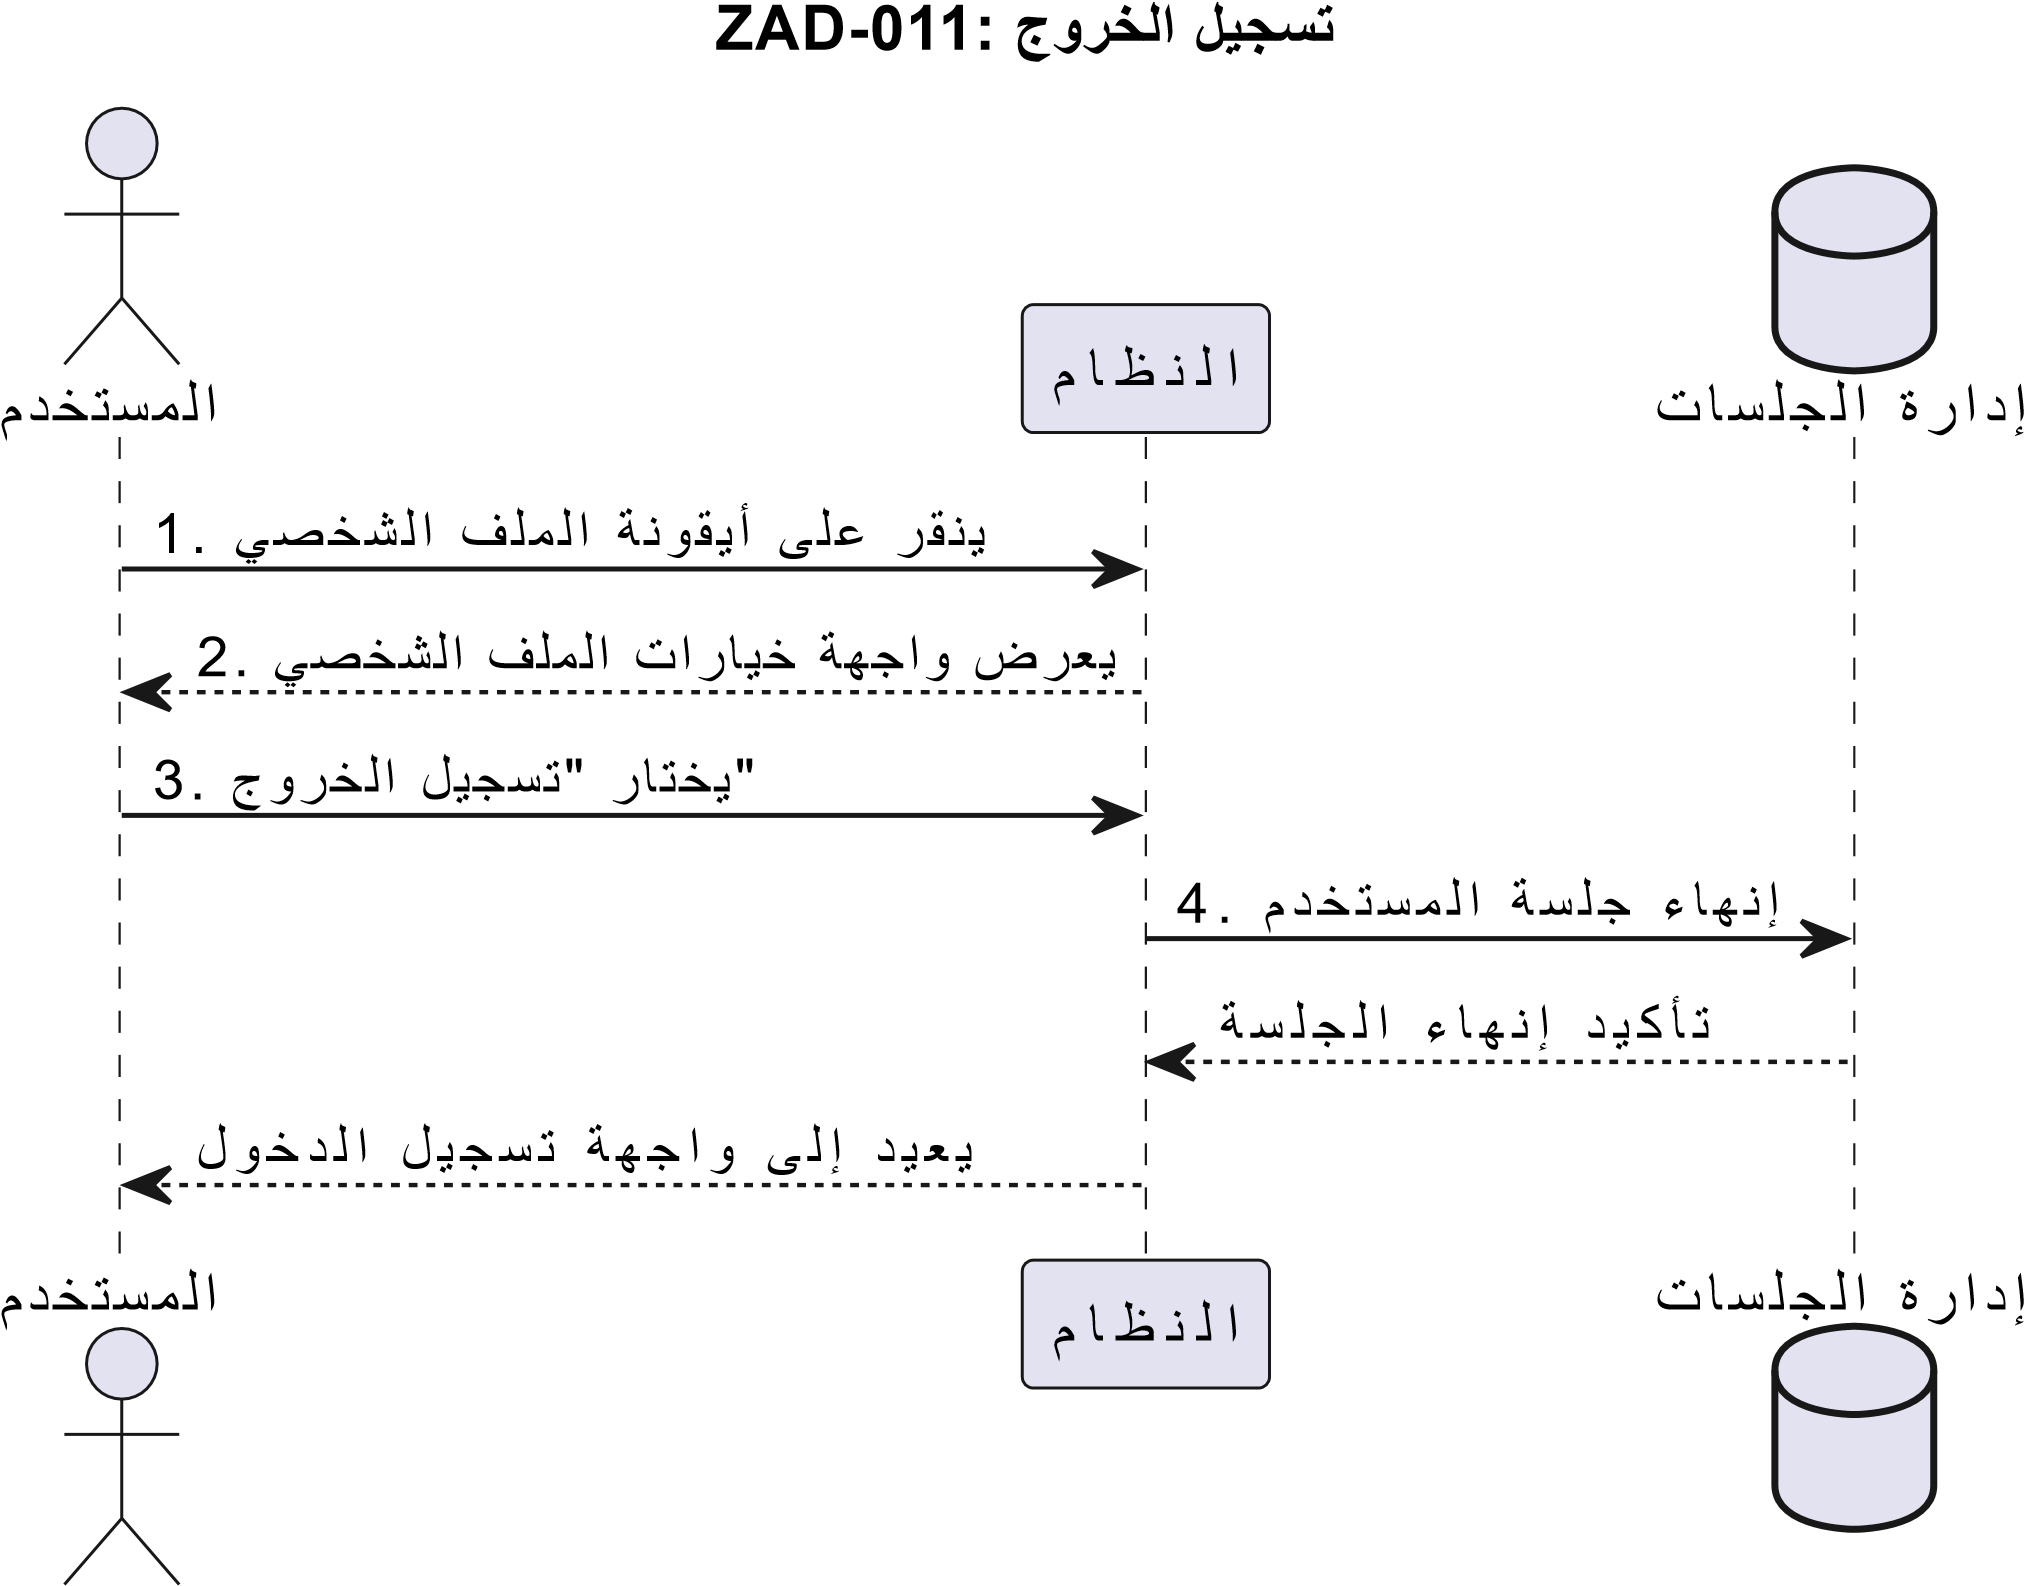 ZAD-011: تسجيل الخروج
المستخدم
النظام
إدارة الجلسات
1. ينقر على أيقونة الملف الشخصي
2. يعرض واجهة خيارات الملف الشخصي
3. يختار "تسجيل الخروج"
4. إنهاء جلسة المستخدم
تأكيد إنهاء الجلسة
يعيد إلى واجهة تسجيل الدخول
المستخدم
النظام
إدارة الجلسات